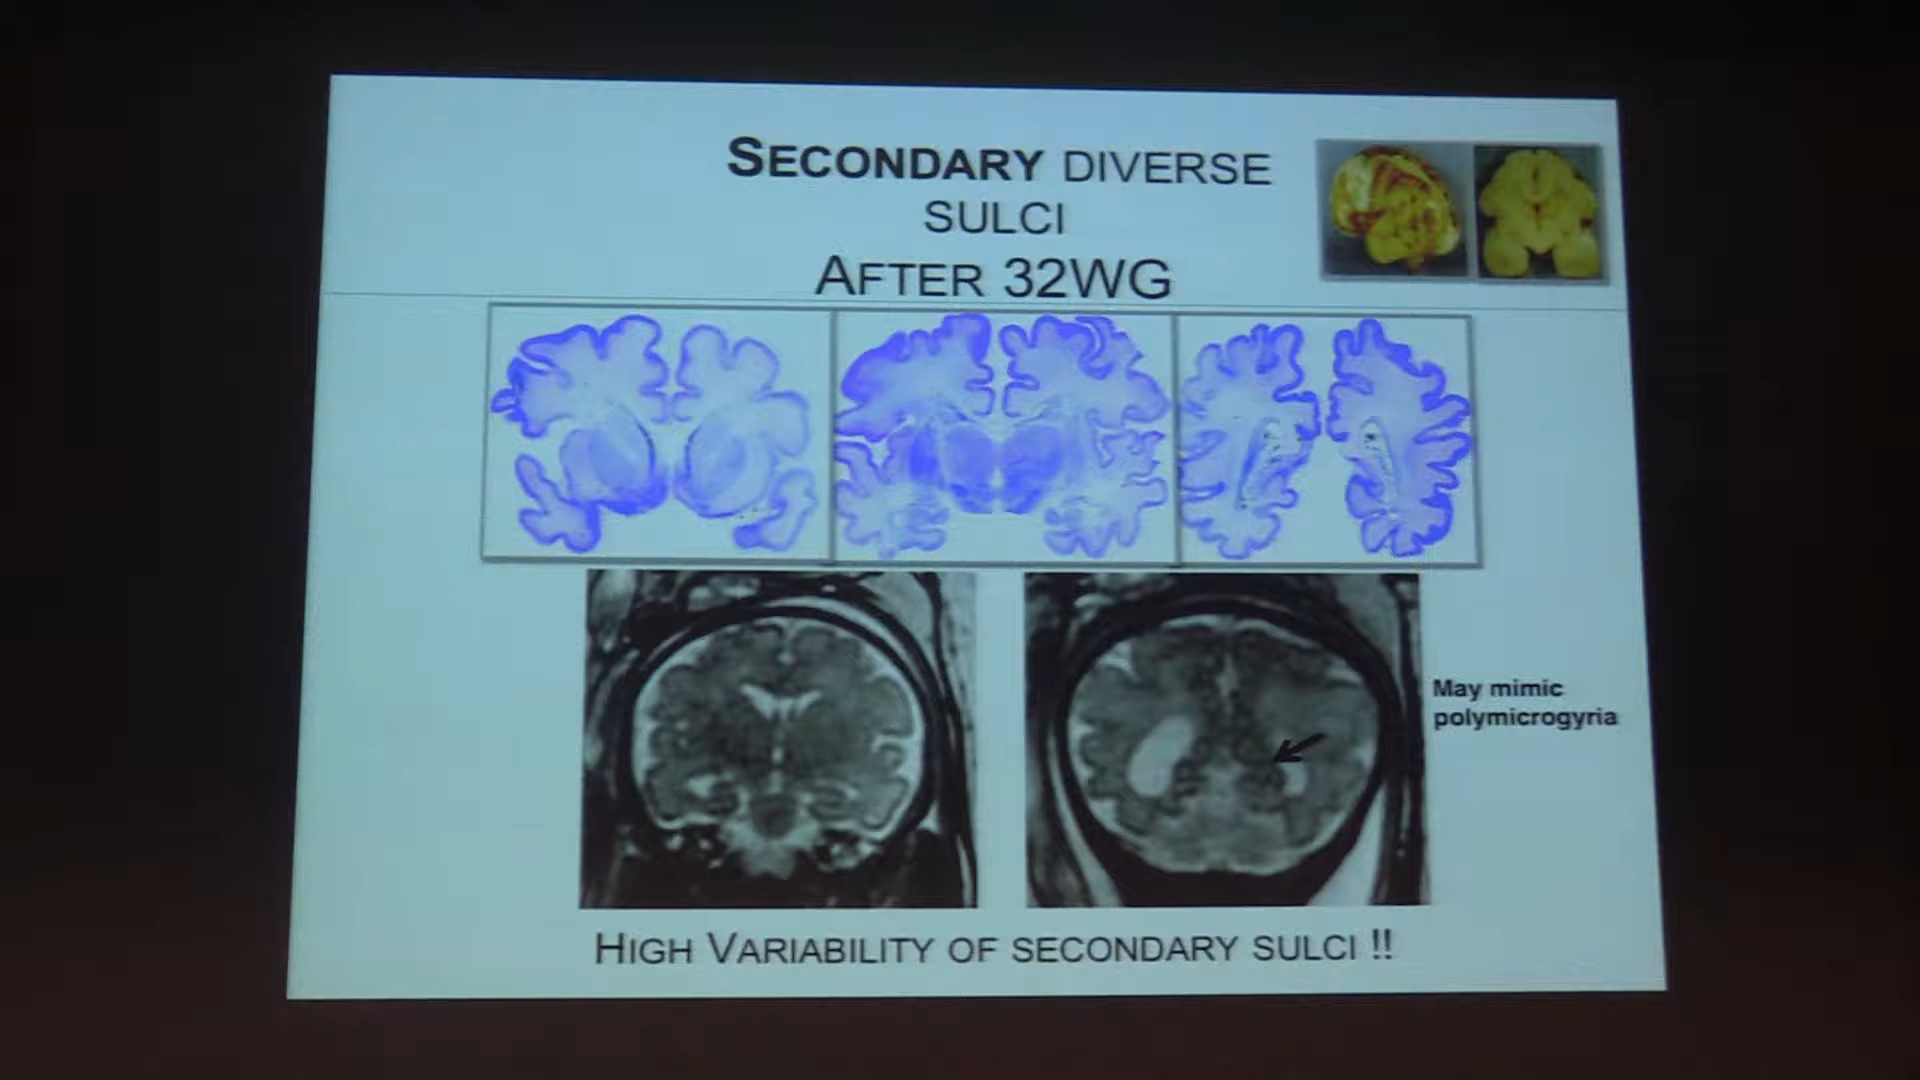 SECONDARY DIVERSE
SULCI
AFTER 32WG
May mimic
polymicrogyria
HIGH VARIABILITY OF SECONDARY SULCI !!